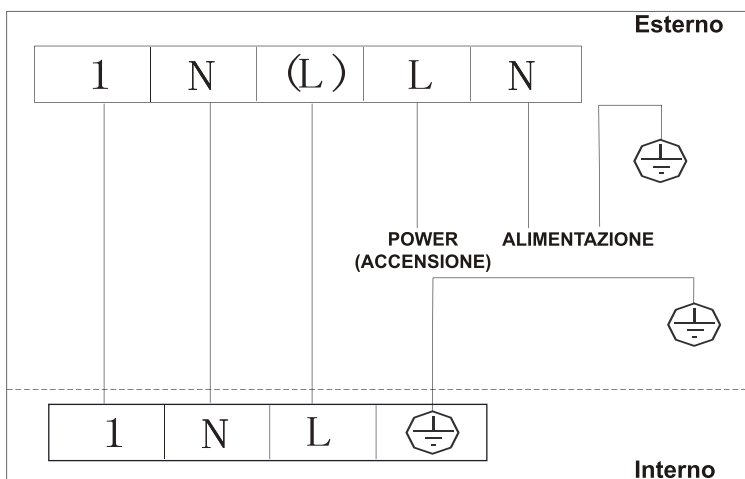 Esterno
1 N (L) L N
POWER ALIMENTAZIONE
(ACCENSIONE)
1 N L
Interno